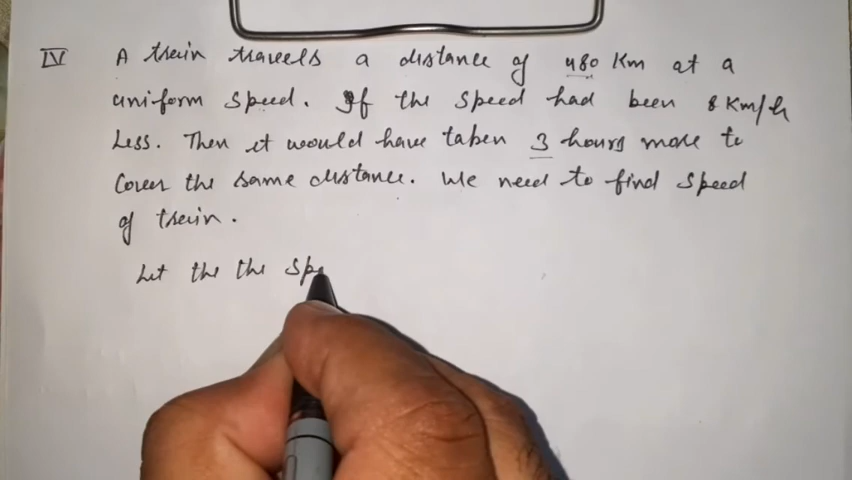 IV A train travels a distance of 480 Km at a
uniform speed. If the speed had been 8 Km/h
Less. Then it would have taken 3 hours more to
Cover the same distance. We need to find speed
of train.
Let the the Spe